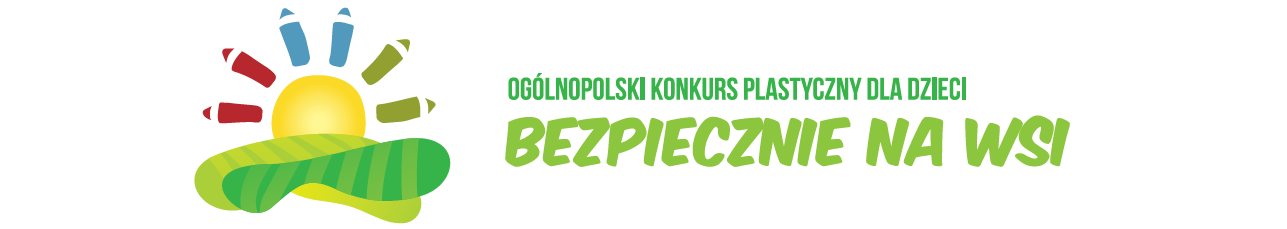 OGÓLNOPOLSKI KONKURS PLASTYCZNY DLA DZIECI
BEZPIECZNIE NA WSI